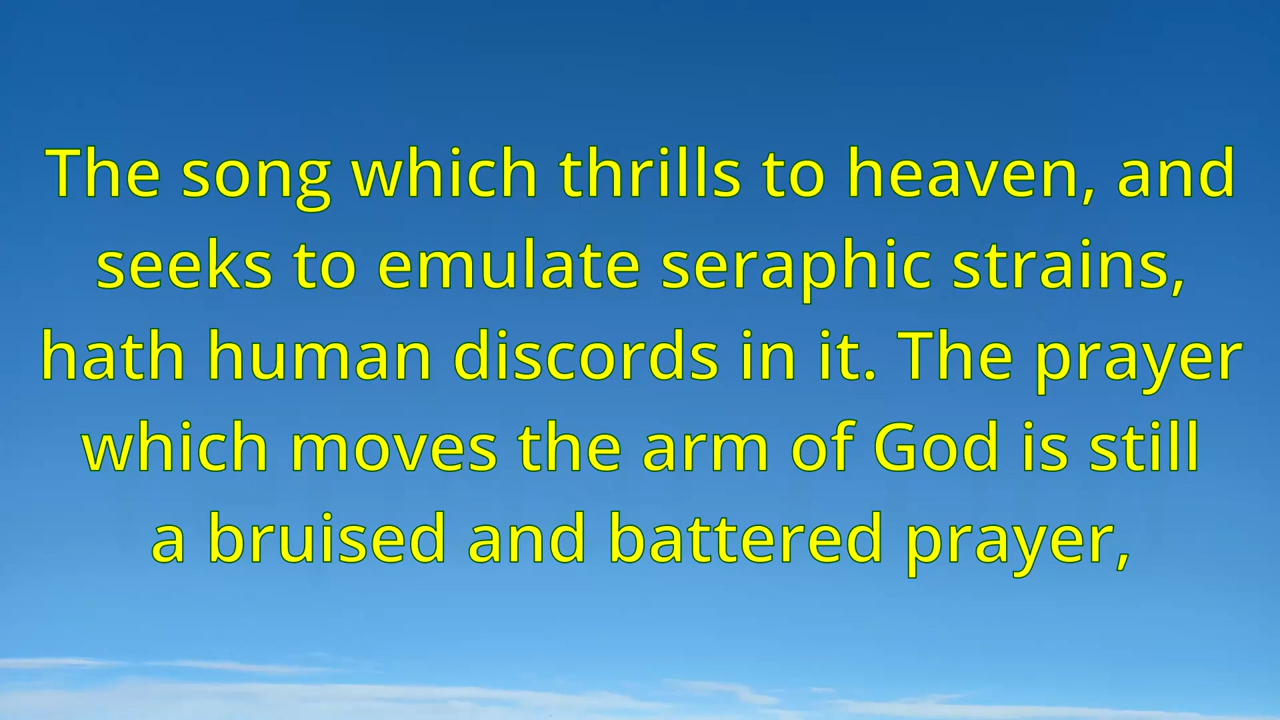 The song which thrills to heaven, and
seeks to emulate seraphic strains,
hath human discords in it. The prayer
which moves the arm of God is still
a bruised and battered prayer,